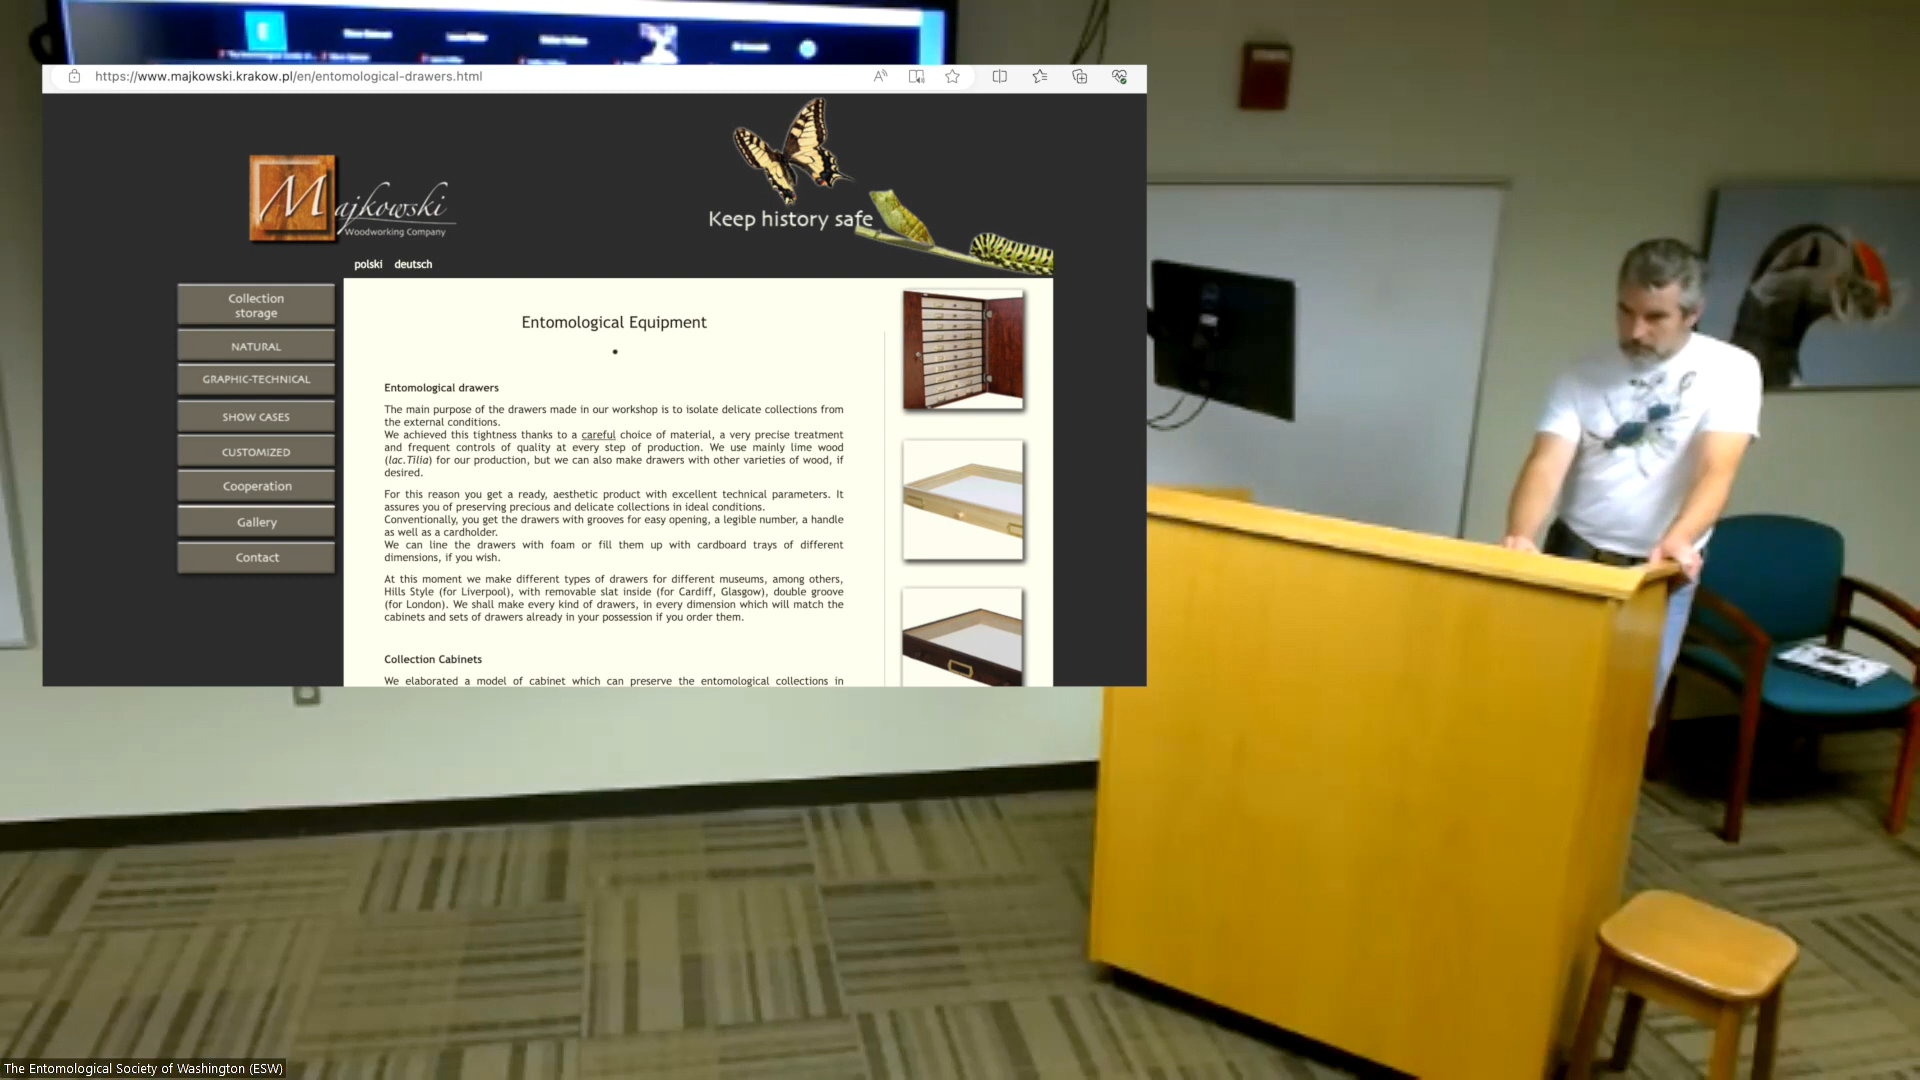 https://www.majkowski.krakow.pl/en/entomological-drawers.html
Majkowski
Woodworking Company
Keep history safe
polski deutsch
Collection
storage
NATURAL
GRAPHIC-TECHNICAL
SHOW CASES
CUSTOMIZED
Cooperation
Gallery
Contact
Entomological Equipment
•
Entomological drawers
The main purpose of the drawers made in our workshop is to isolate delicate collections from
the external conditions.
We achieved this tightness thanks to a careful choice of material, a very precise treatment
and frequent controls of quality at every step of production. We use mainly lime wood
(lac.Tilia) for our production, but we can also make drawers with other varieties of wood, if
desired.
For this reason you get a ready, aesthetic product with excellent technical parameters. It
assures you of preserving precious and delicate collections in ideal conditions.
Conventionally, you get the drawers with grooves for easy opening, a legible number, a handle
as well as a cardholder.
We can line the drawers with foam or fill them up with cardboard trays of different
dimensions, if you wish.
At this moment we make different types of drawers for different museums, among others,
Hills Style (for Liverpool), with removable slat inside (for Cardiff, Glasgow), double groove
(for London). We shall make every kind of drawers, in every dimension which will match the
cabinets and sets of drawers already in your possession if you order them.
Collection Cabinets
We elaborated a model of cabinet which can preserve the entomological collections in
The Entomological Society of Washington (ESW)